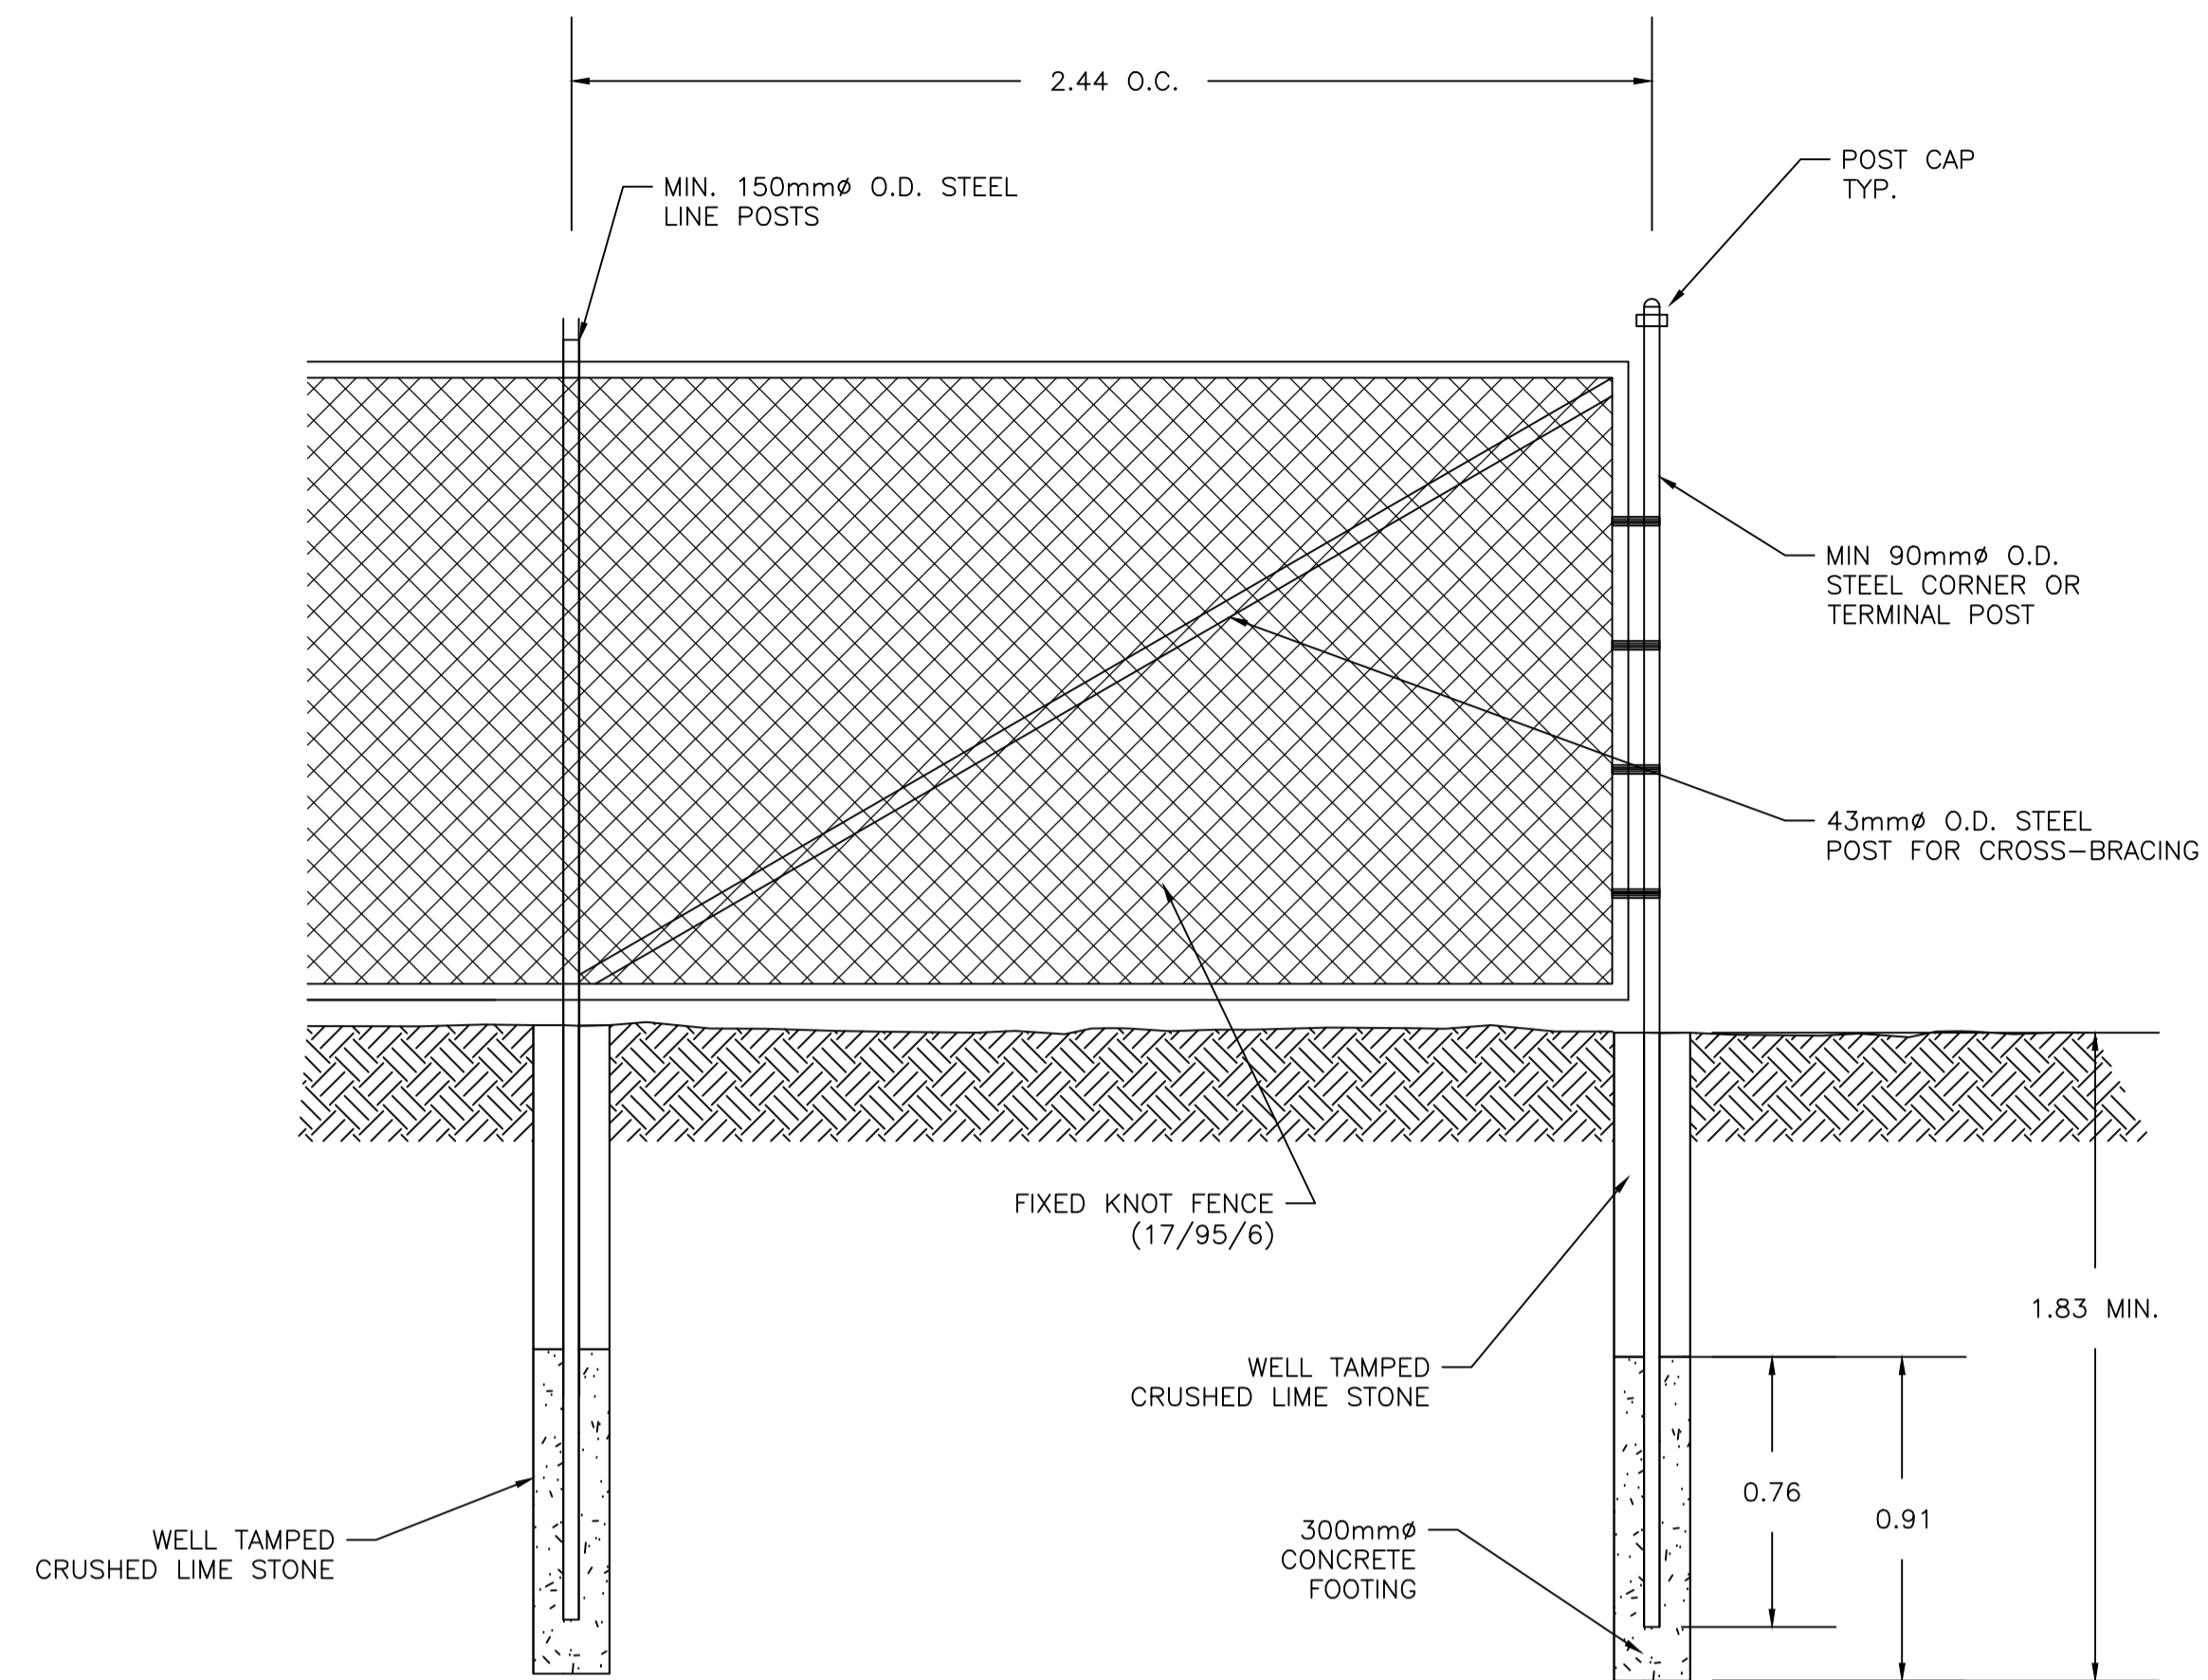 2.44 O.C.
POST CAP
TYP.
MIN. 150mmø O.D. STEEL
LINE POSTS
MIN 90mmø O.D.
STEEL CORNER OR
TERMINAL POST
43mmø O.D. STEEL
POST FOR CROSS-BRACING
FIXED KNOT FENCE
(17/95/6)
1.83 MIN.
WELL TAMPED
CRUSHED LIME STONE
0.76
0.91
WELL TAMPED
CRUSHED LIME STONE
300mmø
CONCRETE
FOOTING